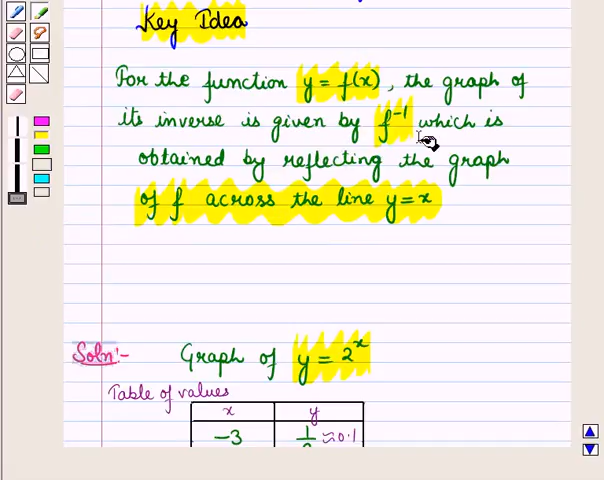 Key Idea
For the function y = f(x), the graph of
its inverse is given by f⁻¹ which is
obtained by reflecting the graph
of f across the line y = x
Soln:- Graph of y = 2ˣ
Table of values
x y
-3 1 ≈0.1